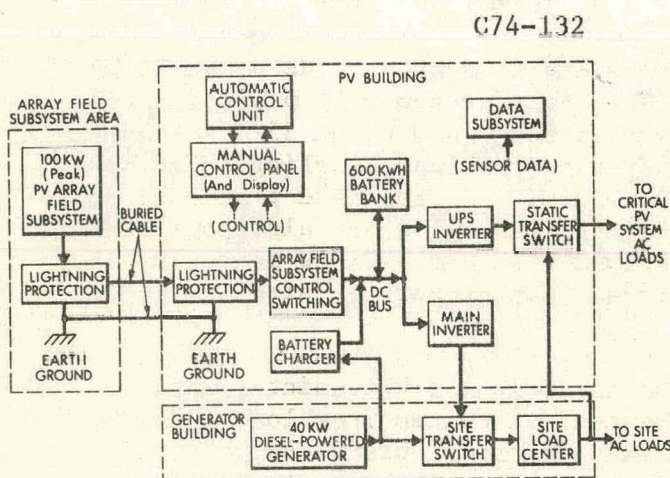 C74-132
PV BUILDING
ARRAY FIELD
SUBSYSTEM AREA
AUTOMATIC
CONTROL
UNIT
DATA
SUBSYSTEM
100 KW
(Peak)
PV ARRAY
FIELD
SUBSYSTEM
MANUAL
CONTROL PANEL
(And Display)
600 KWH
BATTERY
BANK
(SENSOR DATA)
TO
CRITICAL
PV
SYSTEM
AC
LOADS
BURIED
CABLE
(CONTROL)
UPS
INVERTER
STATIC
TRANSFER
SWITCH
LIGHTNING
PROTECTION
LIGHTNING
PROTECTION
ARRAY FIELD
SUBSYSTEM
CONTROL
SWITCHING
DC
BUS
MAIN
INVERTER
EARTH
GROUND
EARTH
GROUND
BATTERY
CHARGER
GENERATOR
BUILDING
40 KW
DIESEL-POWERED
GENERATOR
SITE
TRANSFER
SWITCH
SITE
LOAD
CENTER
TO SITE
AC LOADS